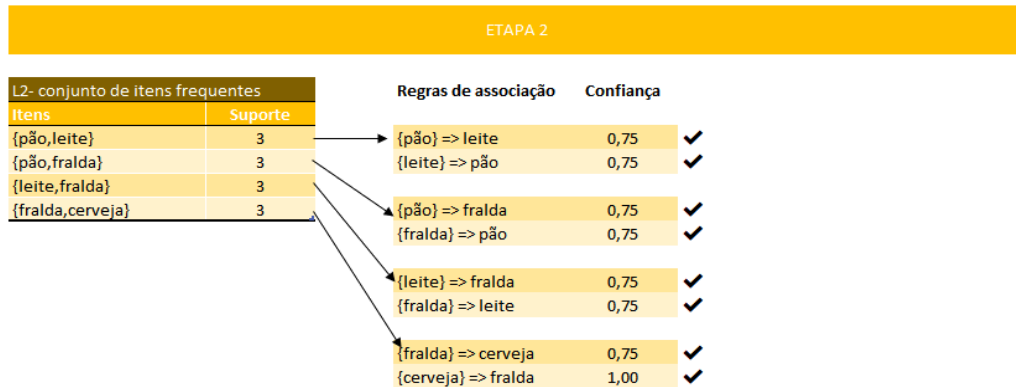 ETAPA 2
L2- conjunto de itens frequentes
Itens Suporte
{pão,leite} 3
{pão,fralda} 3
{leite,fralda} 3
{fralda,cerveja} 3
Regras de associação Confiança
{pão} => leite 0,75 ✔
{leite} => pão 0,75 ✔
{pão} => fralda 0,75 ✔
{fralda} => pão 0,75 ✔
{leite} => fralda 0,75 ✔
{fralda} => leite 0,75 ✔
{fralda} => cerveja 0,75 ✔
{cerveja} => fralda 1,00 ✔